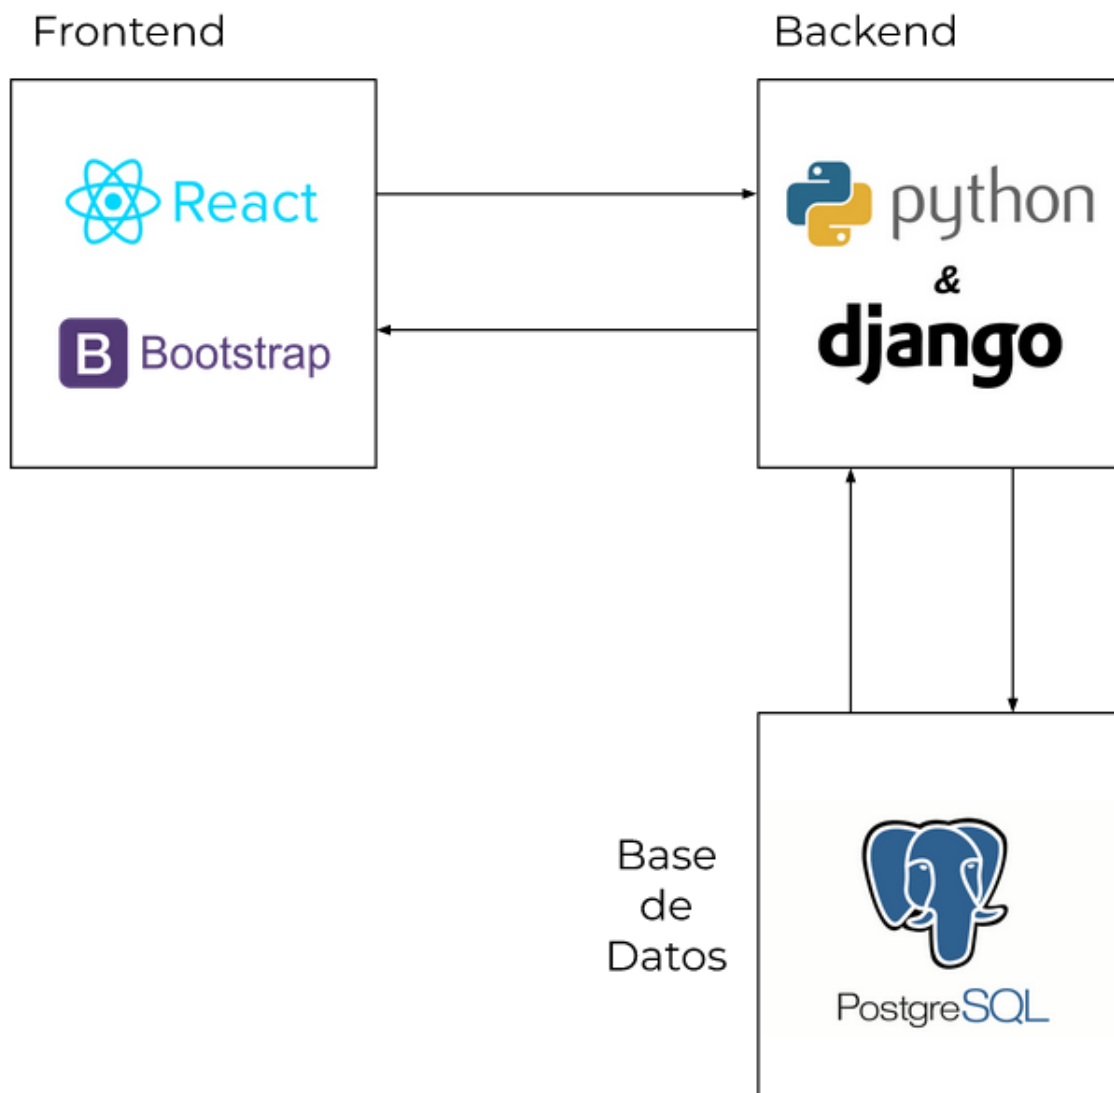 Frontend
Backend
React
Bootstrap
B
python
&
django
Base
de
Datos
PostgreSQL